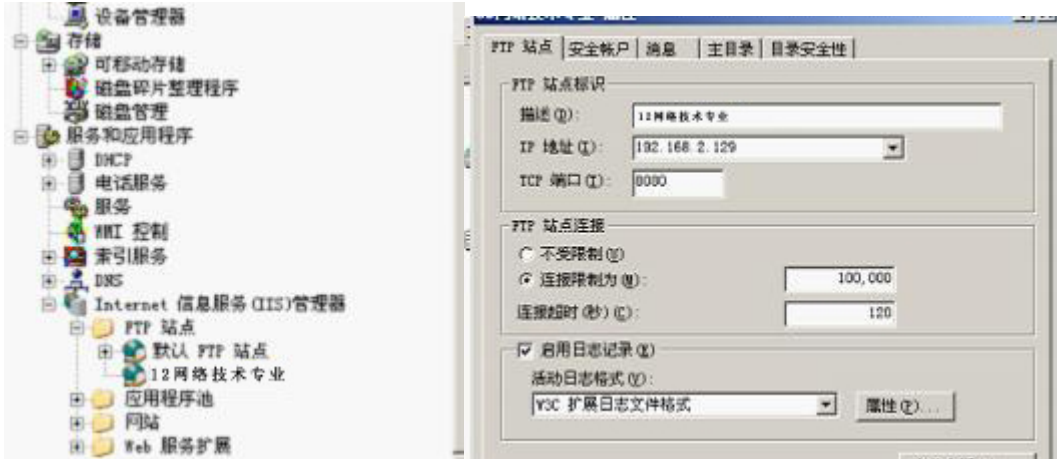 设备管理器
存储
可移动存储
磁盘碎片整理程序
磁盘管理
服务和应用程序
DHCP
电话服务
服务
WMI 控制
索引服务
DNS
Internet 信息服务(IIS)管理器
FTP 站点
默认 FTP 站点
12网络技术专业
应用程序池
网站
Web 服务扩展
FTP 站点 安全帐户 消息 主目录 目录安全性
FTP 站点标识
描述(D): 12网络技术专业
IP 地址(I): 192.168.2.129
TCP 端口(T):
FTP 站点连接
不受限制(U)
连接限制为(M): 100,000
连接超时(秒)(C): 120
启用日志记录(E)
活动日志格式(V):
W3C 扩展日志文件格式 属性(P)...